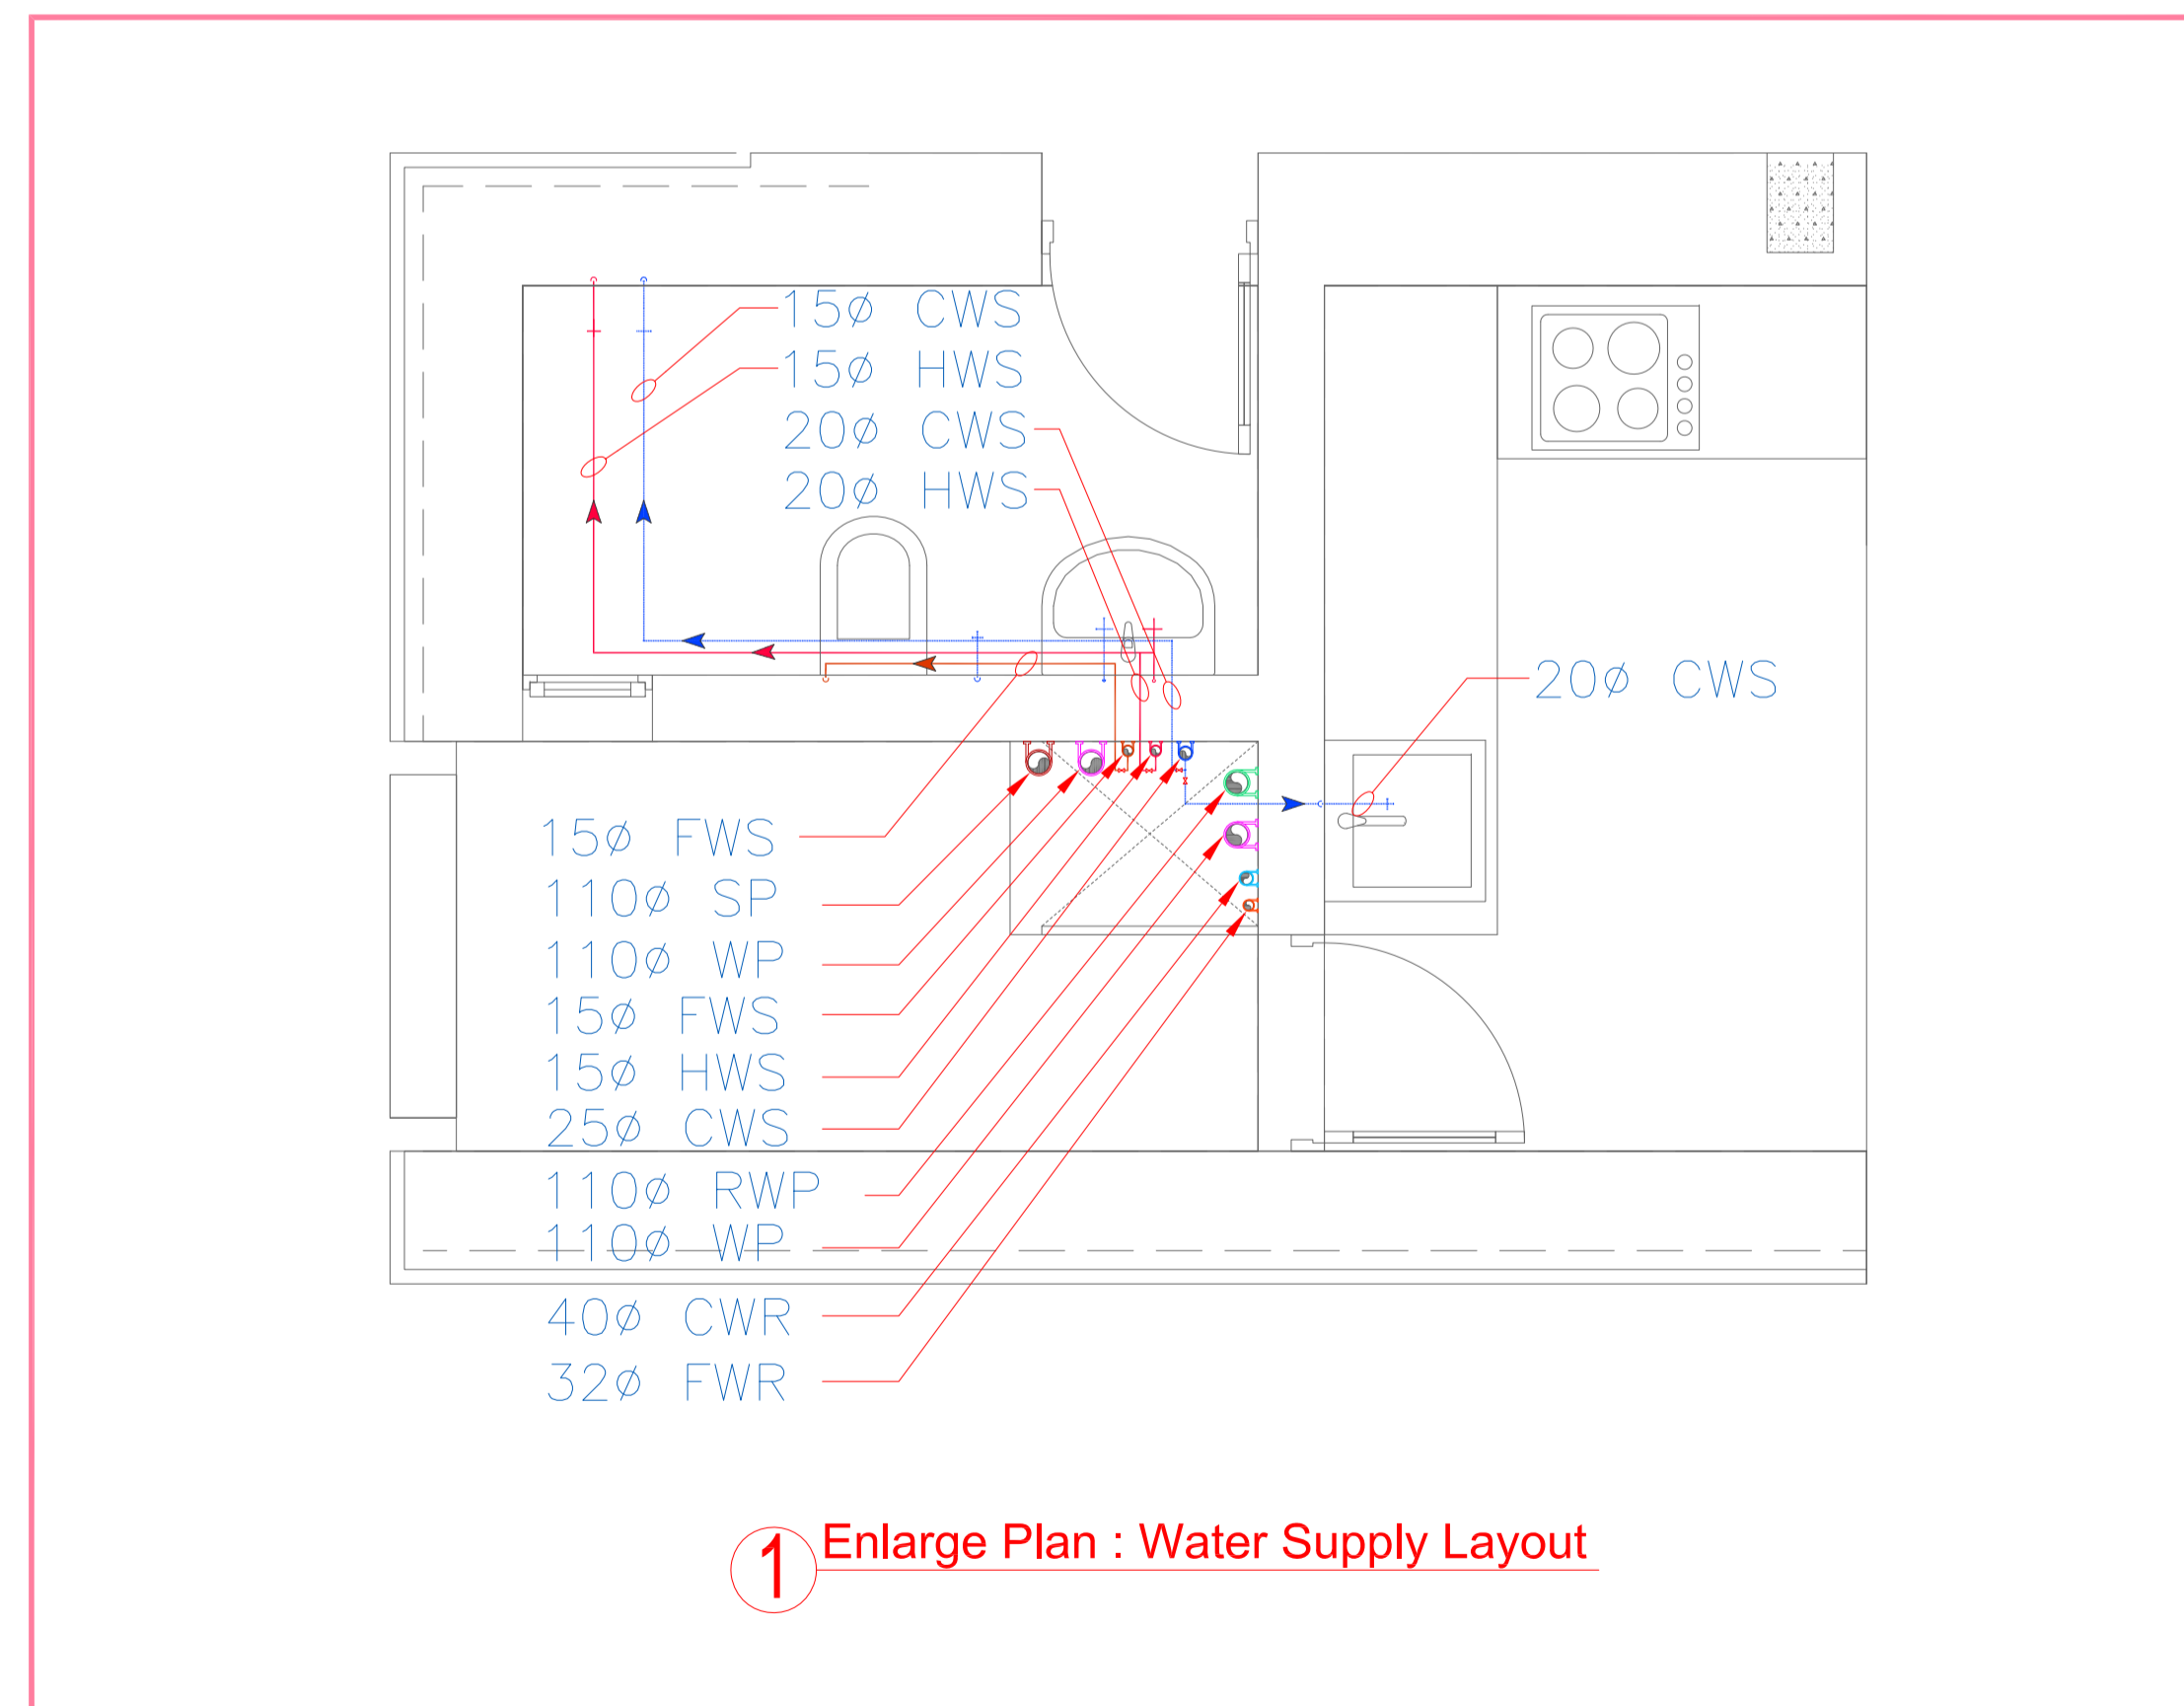 15ø CWS
15ø HWS
20ø CWS
20ø HWS
20ø CWS
15ø FWS
110ø SP
110ø WP
15ø FWS
15ø HWS
25ø CWS
110ø RWP
110ø WP
40ø CWR
32ø FWR
1 Enlarge Plan : Water Supply Layout